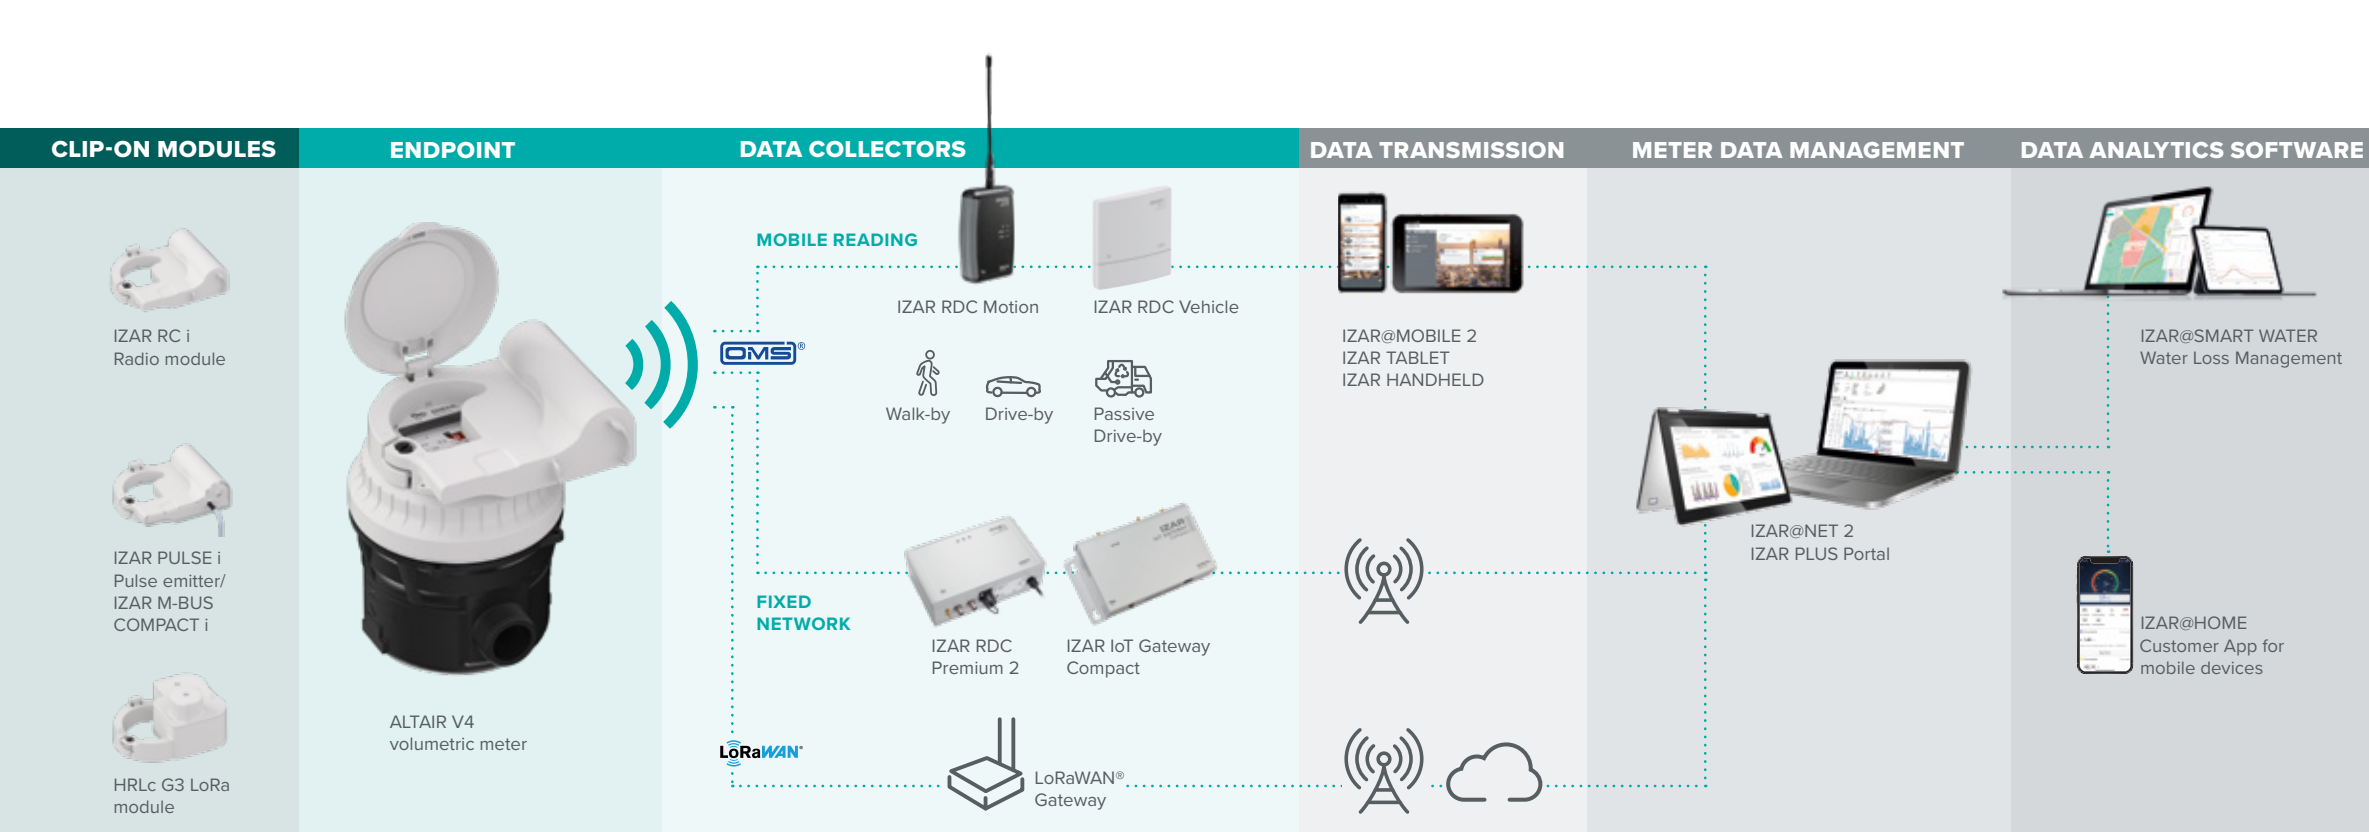 CLIP-ON MODULES
ENDPOINT
DATA COLLECTORS
DATA TRANSMISSION
METER DATA MANAGEMENT
DATA ANALYTICS SOFTWARE
IZAR RC i
Radio module
IZAR PULSE i
Pulse emitter/
IZAR M-BUS
COMPACT i
HRLc G3 LoRa
module
ALTAIR V4
volumetric meter
OMS®
LoRaWAN®
MOBILE READING
IZAR RDC Motion
IZAR RDC Vehicle
Walk-by
Drive-by
Passive
Drive-by
FIXED
NETWORK
IZAR
IZAR RDC
Premium 2
IZAR IoT Gateway
Compact
LoRaWAN®
Gateway
IZAR@MOBILE 2
IZAR TABLET
IZAR HANDHELD
IZAR@NET 2
IZAR PLUS Portal
IZAR@SMART WATER
Water Loss Management
IZAR@HOME
Customer App for
mobile devices